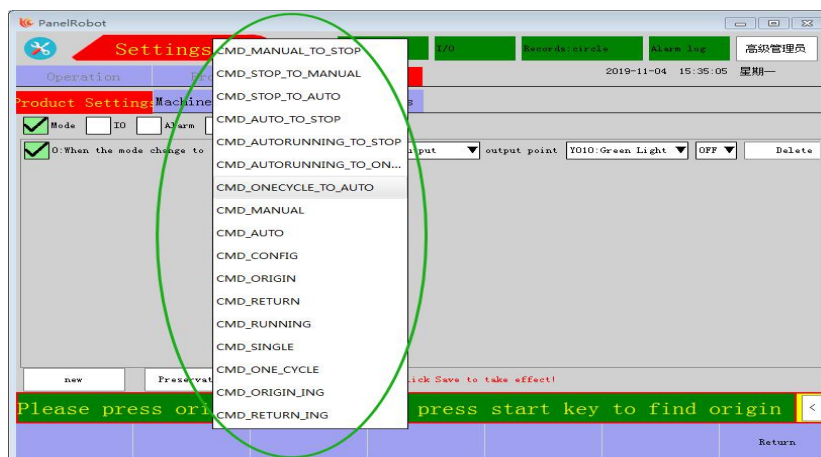 PanelRobot
Settings
I/O
Records:circle
Alarm log
高级管理员
Operation
2019-11-04 15:35:05 星期一
Product Setting
Machine
Mode
IO
Alarm
0:When the mode change to
output point
Y010:Green Light
OFF
Delete
CMD_MANUAL_TO_STOP
CMD_STOP_TO_MANUAL
CMD_STOP_TO_AUTO
CMD_AUTO_TO_STOP
CMD_AUTORUNNING_TO_STOP
CMD_AUTORUNNING_TO_ON...
CMD_ONECYCLE_TO_AUTO
CMD_MANUAL
CMD_AUTO
CMD_CONFIG
CMD_ORIGIN
CMD_RETURN
CMD_RUNNING
CMD_SINGLE
CMD_ONE_CYCLE
CMD_ORIGIN_ING
CMD_RETURN_ING
new
Preservat
ick Save to take effect!
Please press ori
press start key to find origin
<
Return